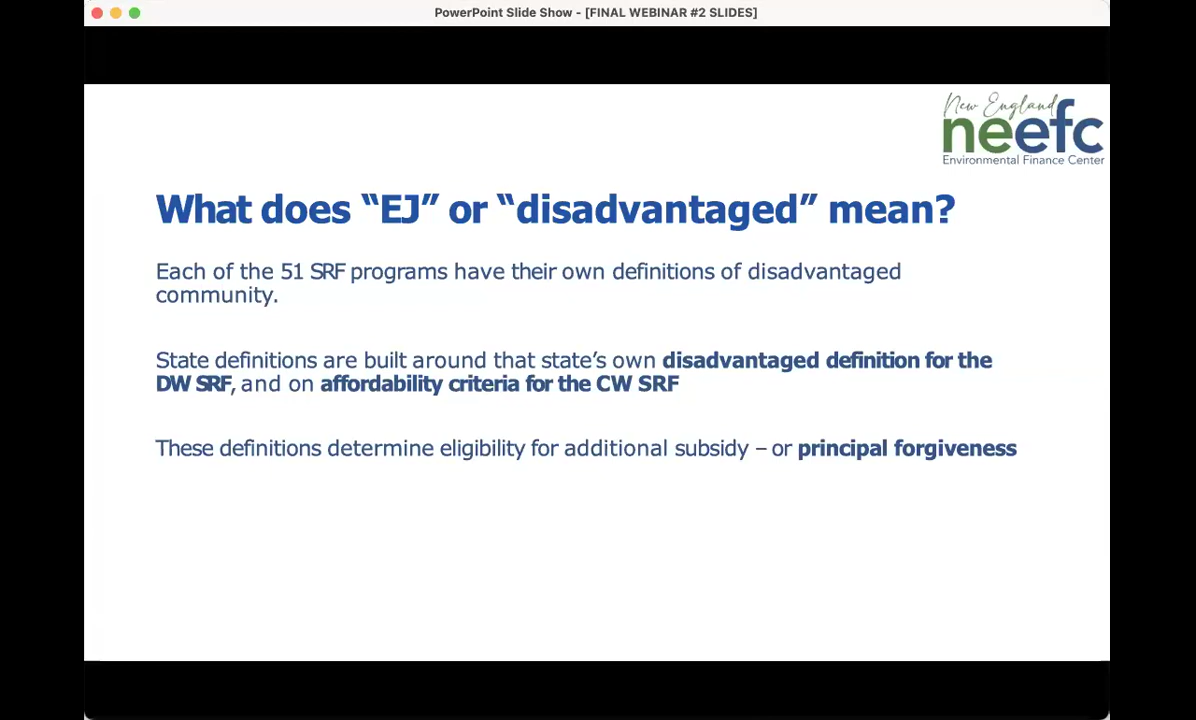 PowerPoint Slide Show - [FINAL WEBINAR #2 SLIDES]
New England
neefc
Environmental Finance Center
What does “EJ” or “disadvantaged” mean?
Each of the 51 SRF programs have their own definitions of disadvantaged
community.
State definitions are built around that state’s own disadvantaged definition for the
DW SRF, and on affordability criteria for the CW SRF
These definitions determine eligibility for additional subsidy – or principal forgiveness